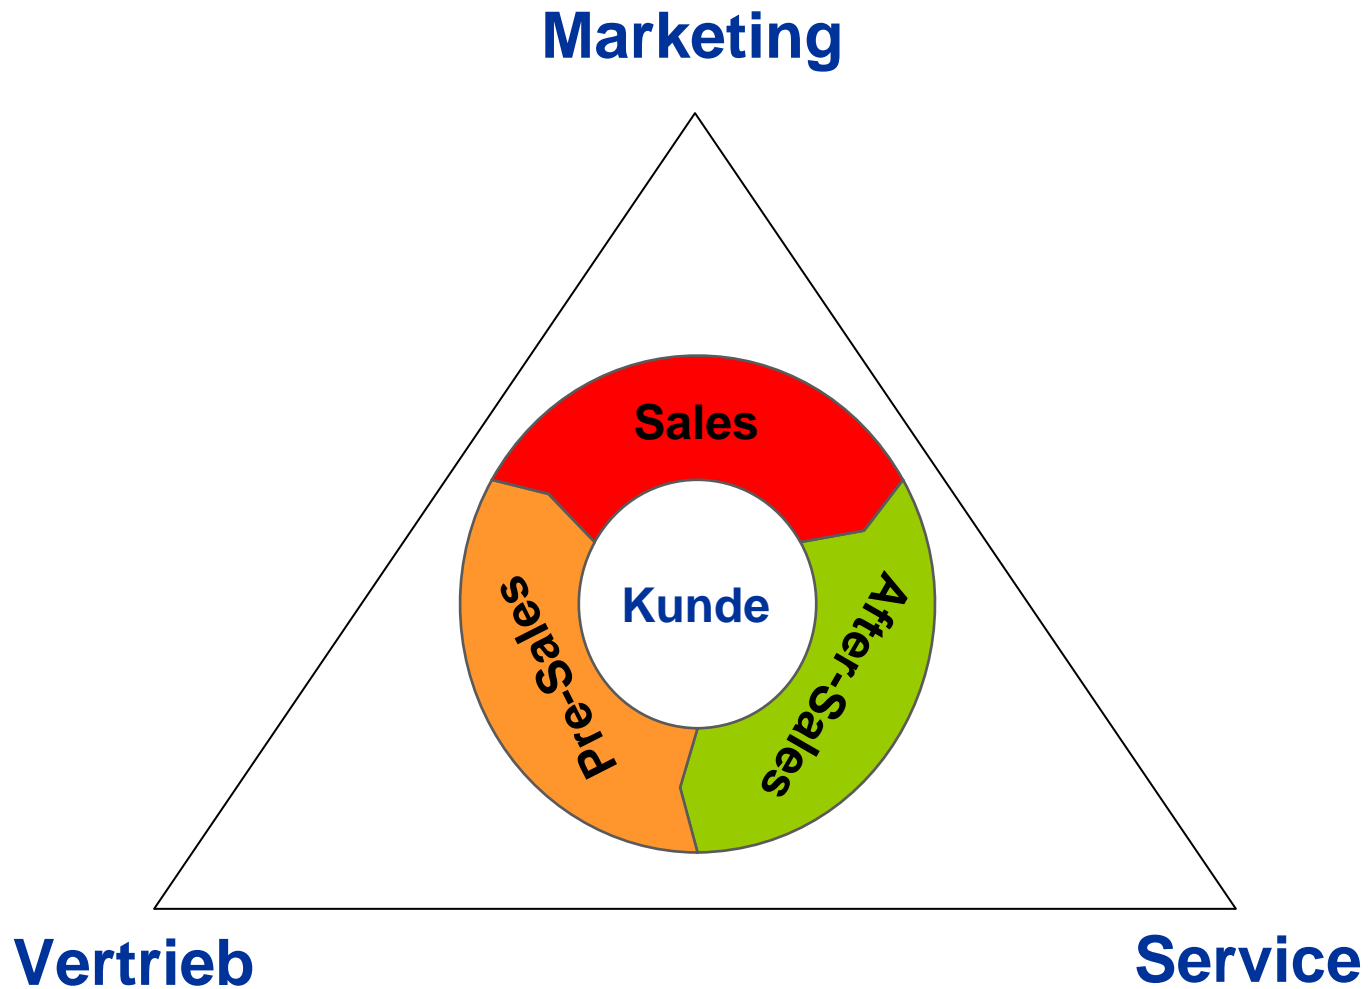 Marketing
Sales
Kunde
Pre-Sales
After-Sales
Vertrieb
Service